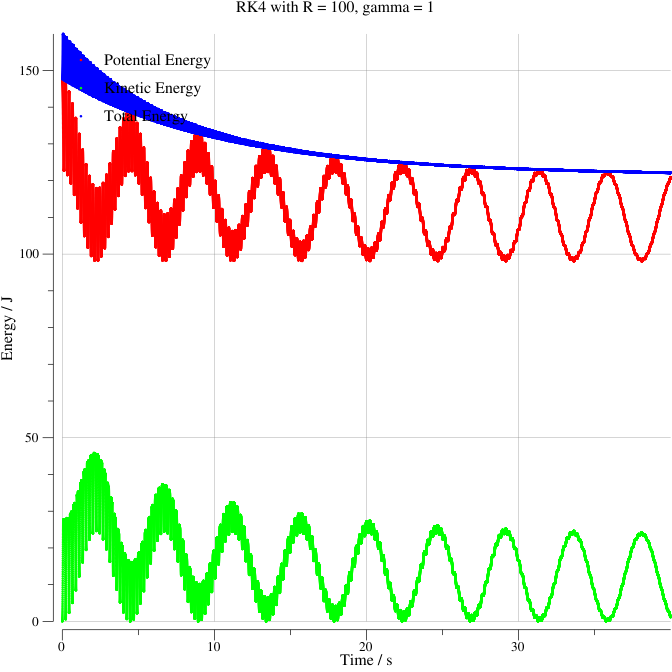 RK4 with R = 100, gamma = 1
Potential Energy
Kinetic Energy
Total Energy
150
100
50
0
Energy / J
0
10
20
30
Time / s